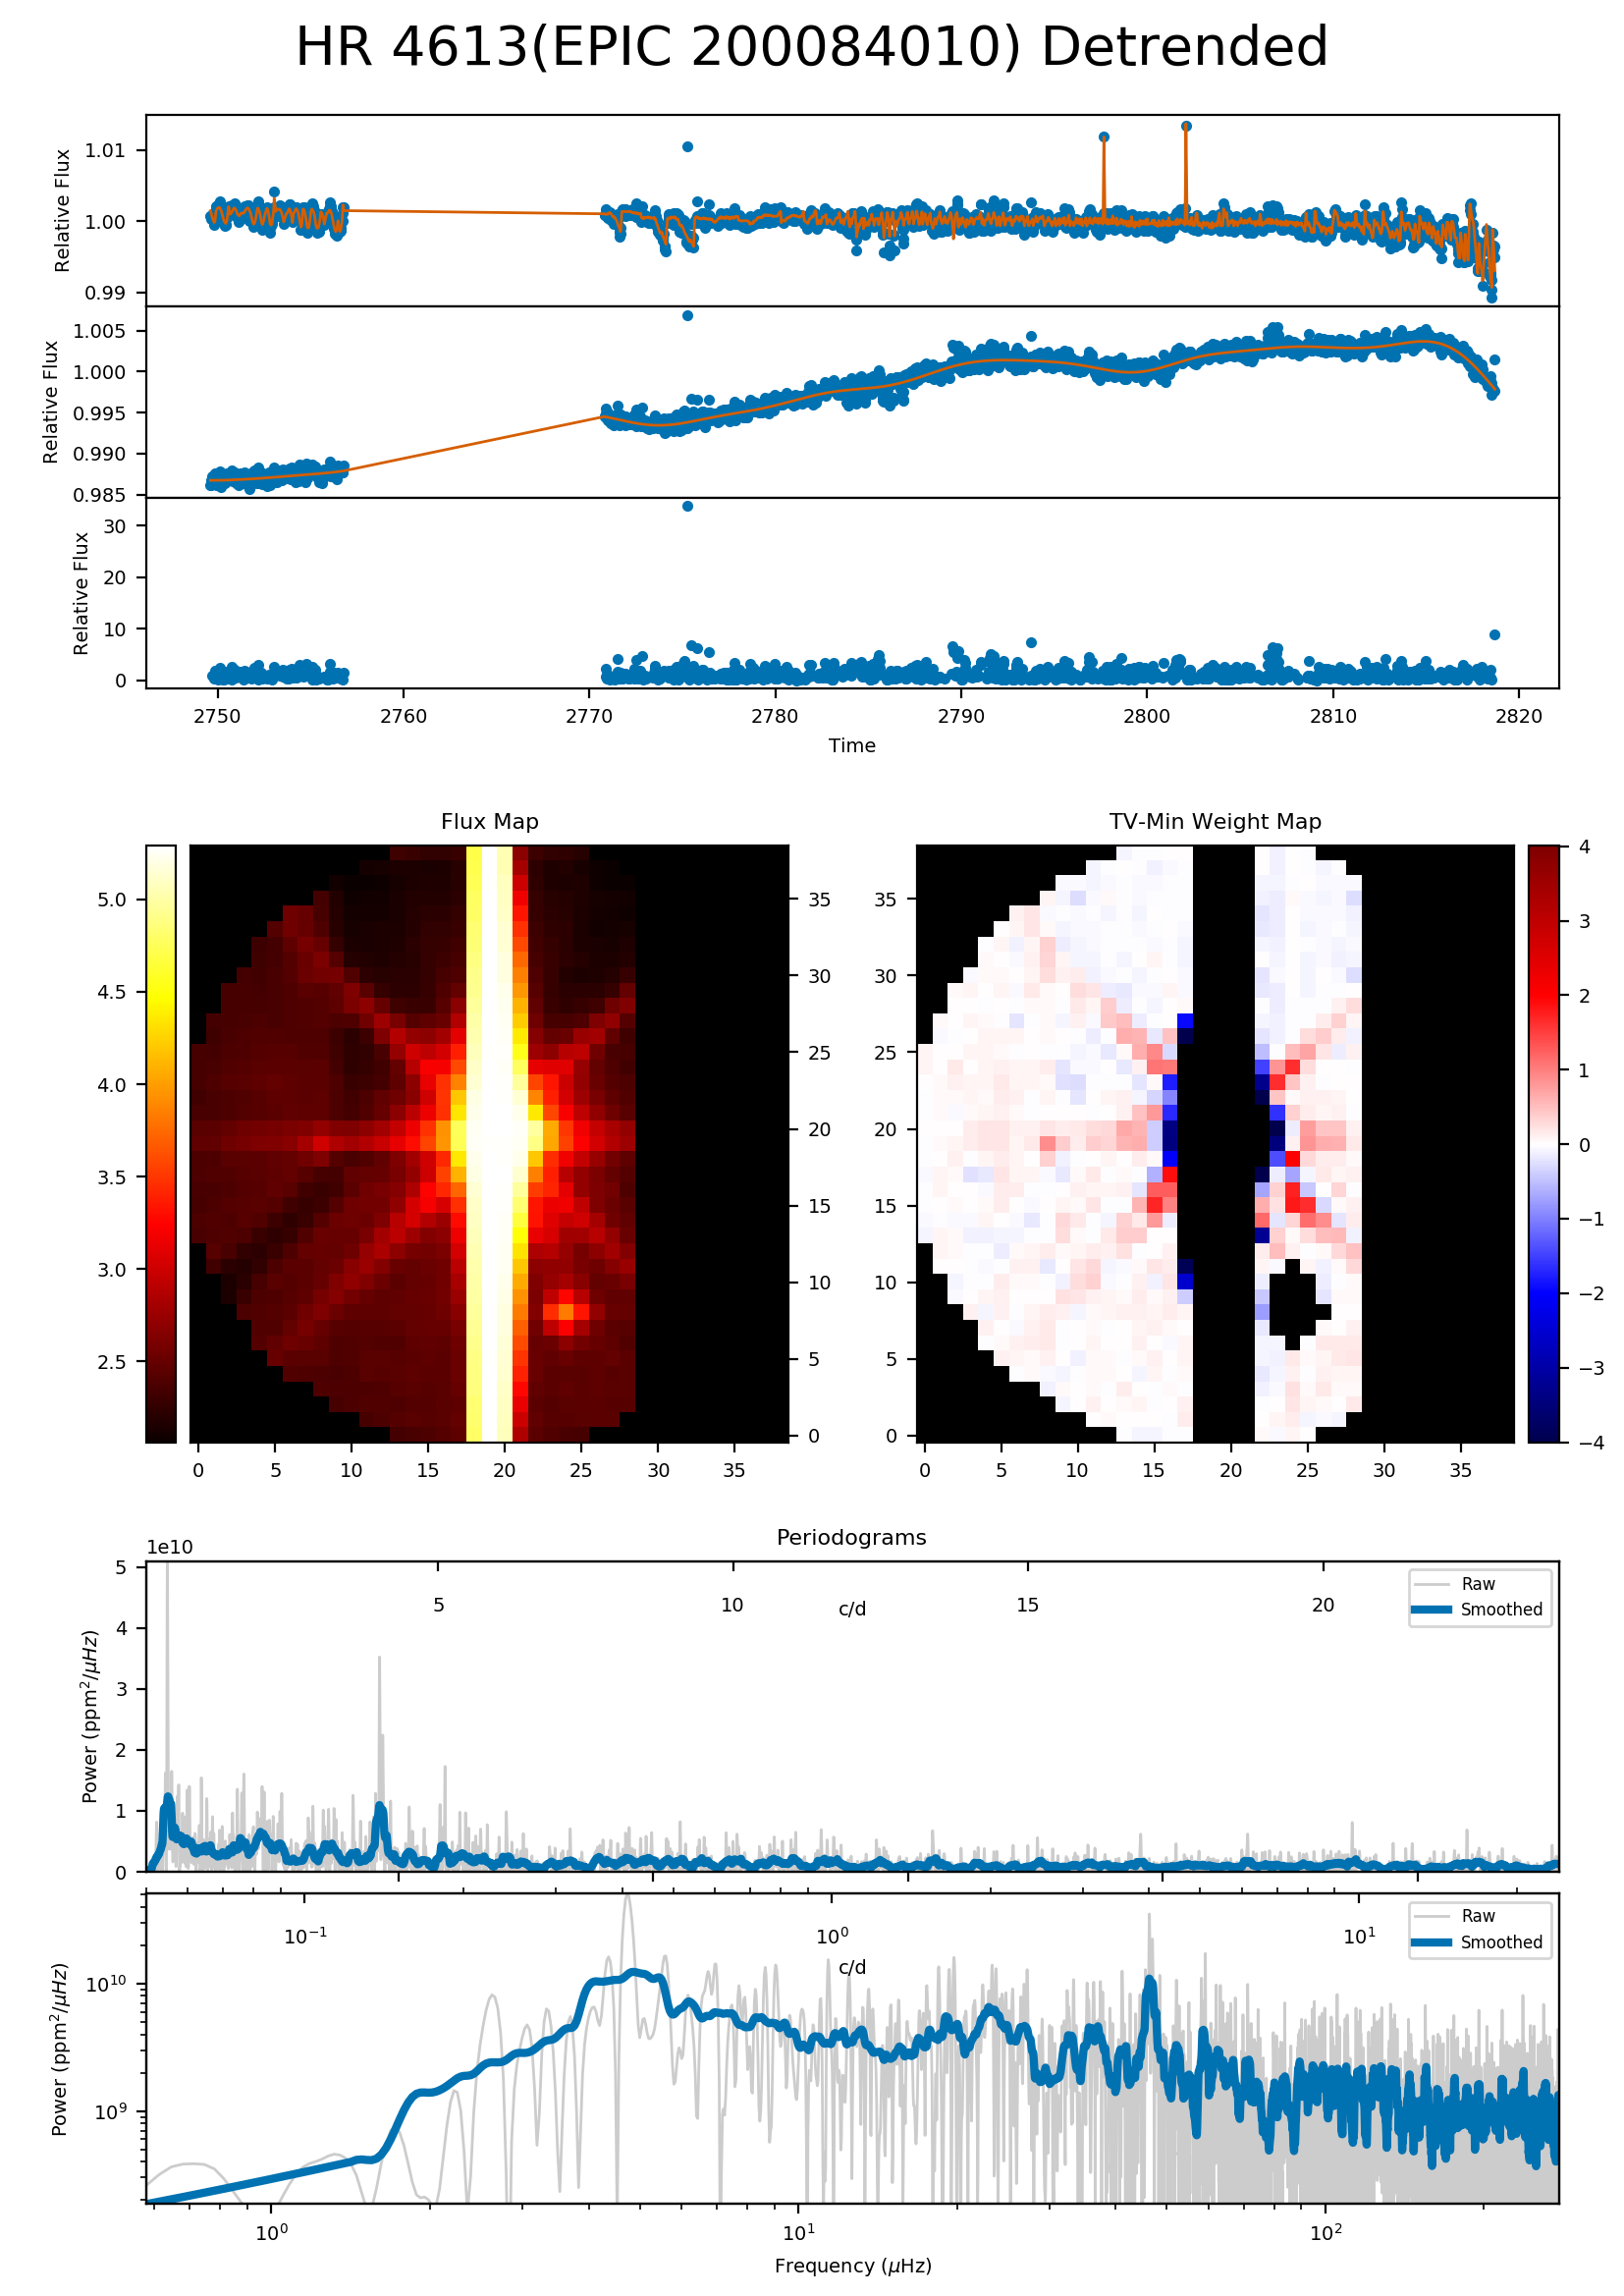 HR 4613(EPIC 200084010) Detrended
Relative Flux
1.01
1.00
0.99
Relative Flux
1.005
1.000
0.995
0.990
0.985
Relative Flux
30
20
10
0
2750 2760 2770 2780 2790 2800 2810 2820
Time
Flux Map
5.0
4.5
4.0
3.5
3.0
2.5
35
30
25
20
15
10
5
0
0 5 10 15 20 25 30 35
TV-Min Weight Map
35
30
25
20
15
10
5
0
0 5 10 15 20 25 30 35
4
3
2
1
0
−1
−2
−3
−4
Periodograms
1e10
5
4
3
2
1
0
Power (ppm²/μHz)
5 10 15 20
c/d
Raw
Smoothed
Power (ppm²/μHz)
10¹⁰
10⁹
10⁻¹ 10⁰ 10¹
c/d
Raw
Smoothed
10⁰ 10¹ 10²
Frequency (μHz)